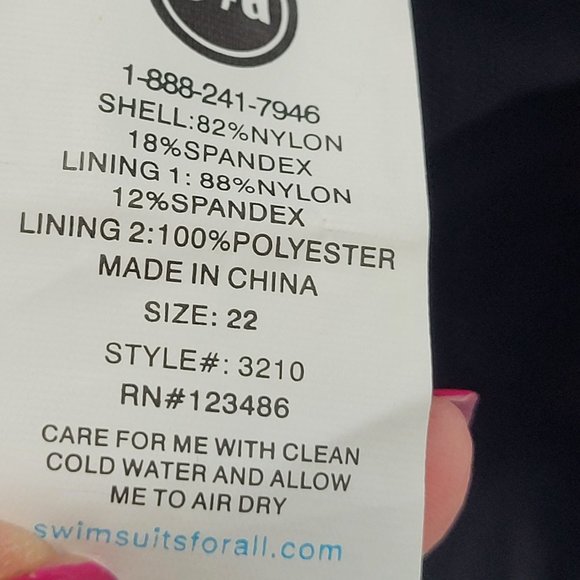 1-888-241-7946
SHELL:82%NYLON
18%SPANDEX
LINING 1: 88%NYLON
12%SPANDEX
LINING 2:100%POLYESTER
MADE IN CHINA
SIZE: 22
STYLE#: 3210
RN#123486
CARE FOR ME WITH CLEAN
COLD WATER AND ALLOW
ME TO AIR DRY
swimsuitsforall.com